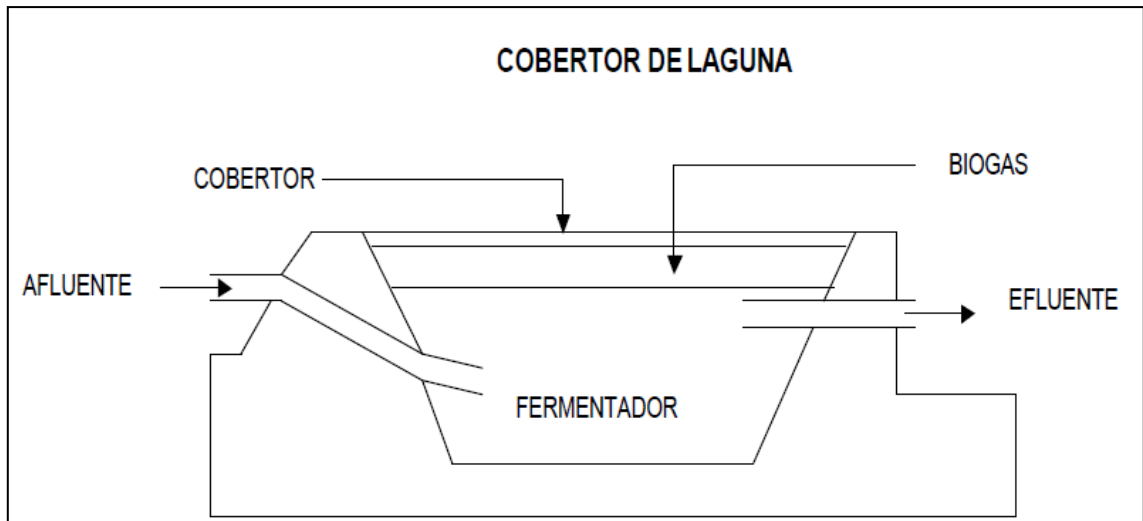 COBERTOR DE LAGUNA
COBERTOR
BIOGAS
AFLUENTE
EFLUENTE
FERMENTADOR